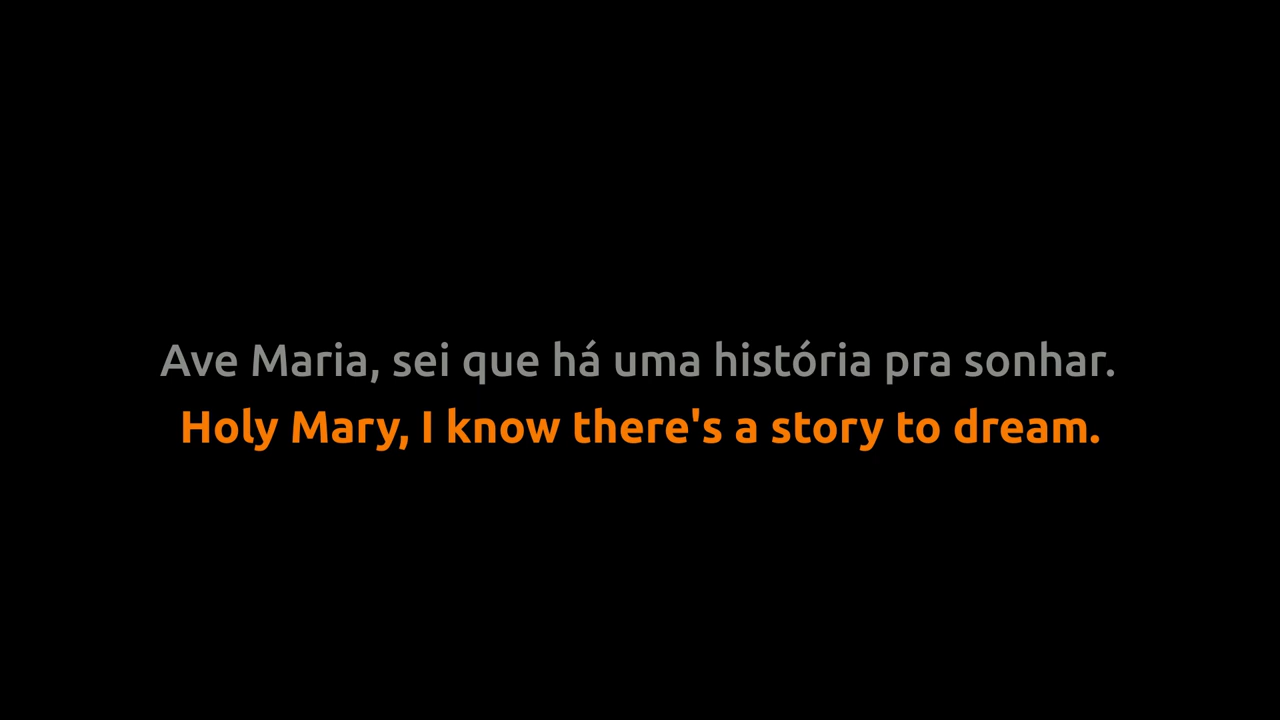 Ave Maria, sei que há uma história pra sonhar.
Holy Mary, I know there's a story to dream.